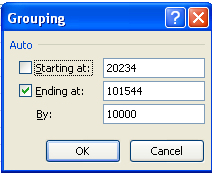 Grouping
Auto
Starting at: 20234
Ending at: 101544
By: 10000
OK Cancel